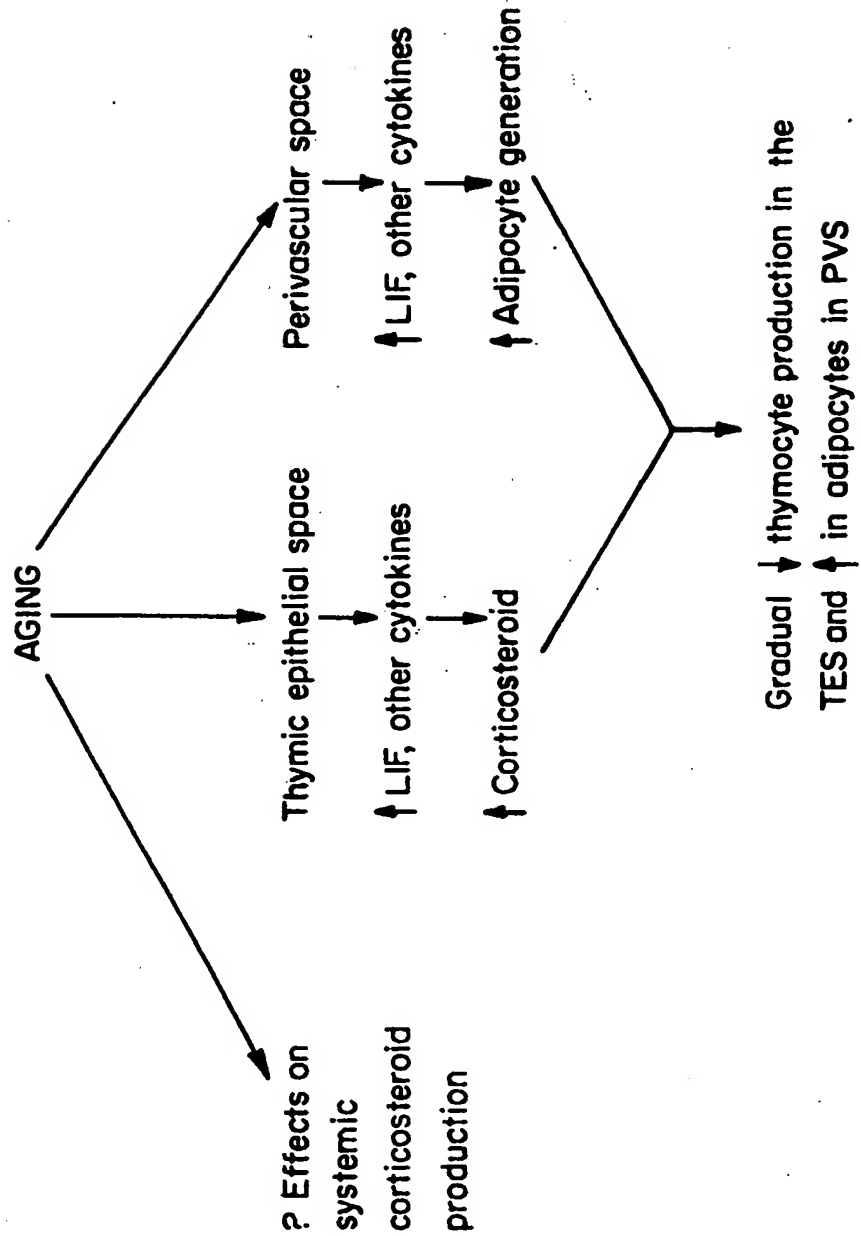 AGING
? Effects on
systemic
corticosteroid
production
Thymic epithelial space
↑ LIF, other cytokines
↑ Corticosteroid
Perivascular space
↑ LIF, other cytokines
↑ Adipocyte generation
Gradual ↓ thymocyte production in the
TES and ↑ in adipocytes in PVS